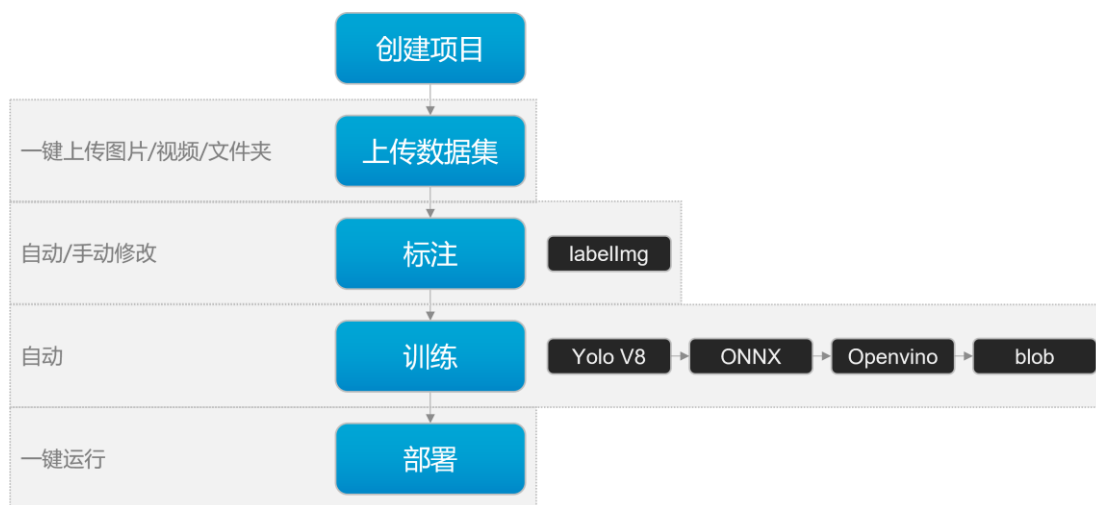 创建项目
一键上传图片/视频/文件夹
上传数据集
自动/手动修改
标注
labelImg
自动
训练
Yolo V8
ONNX
Openvino
blob
一键运行
部署